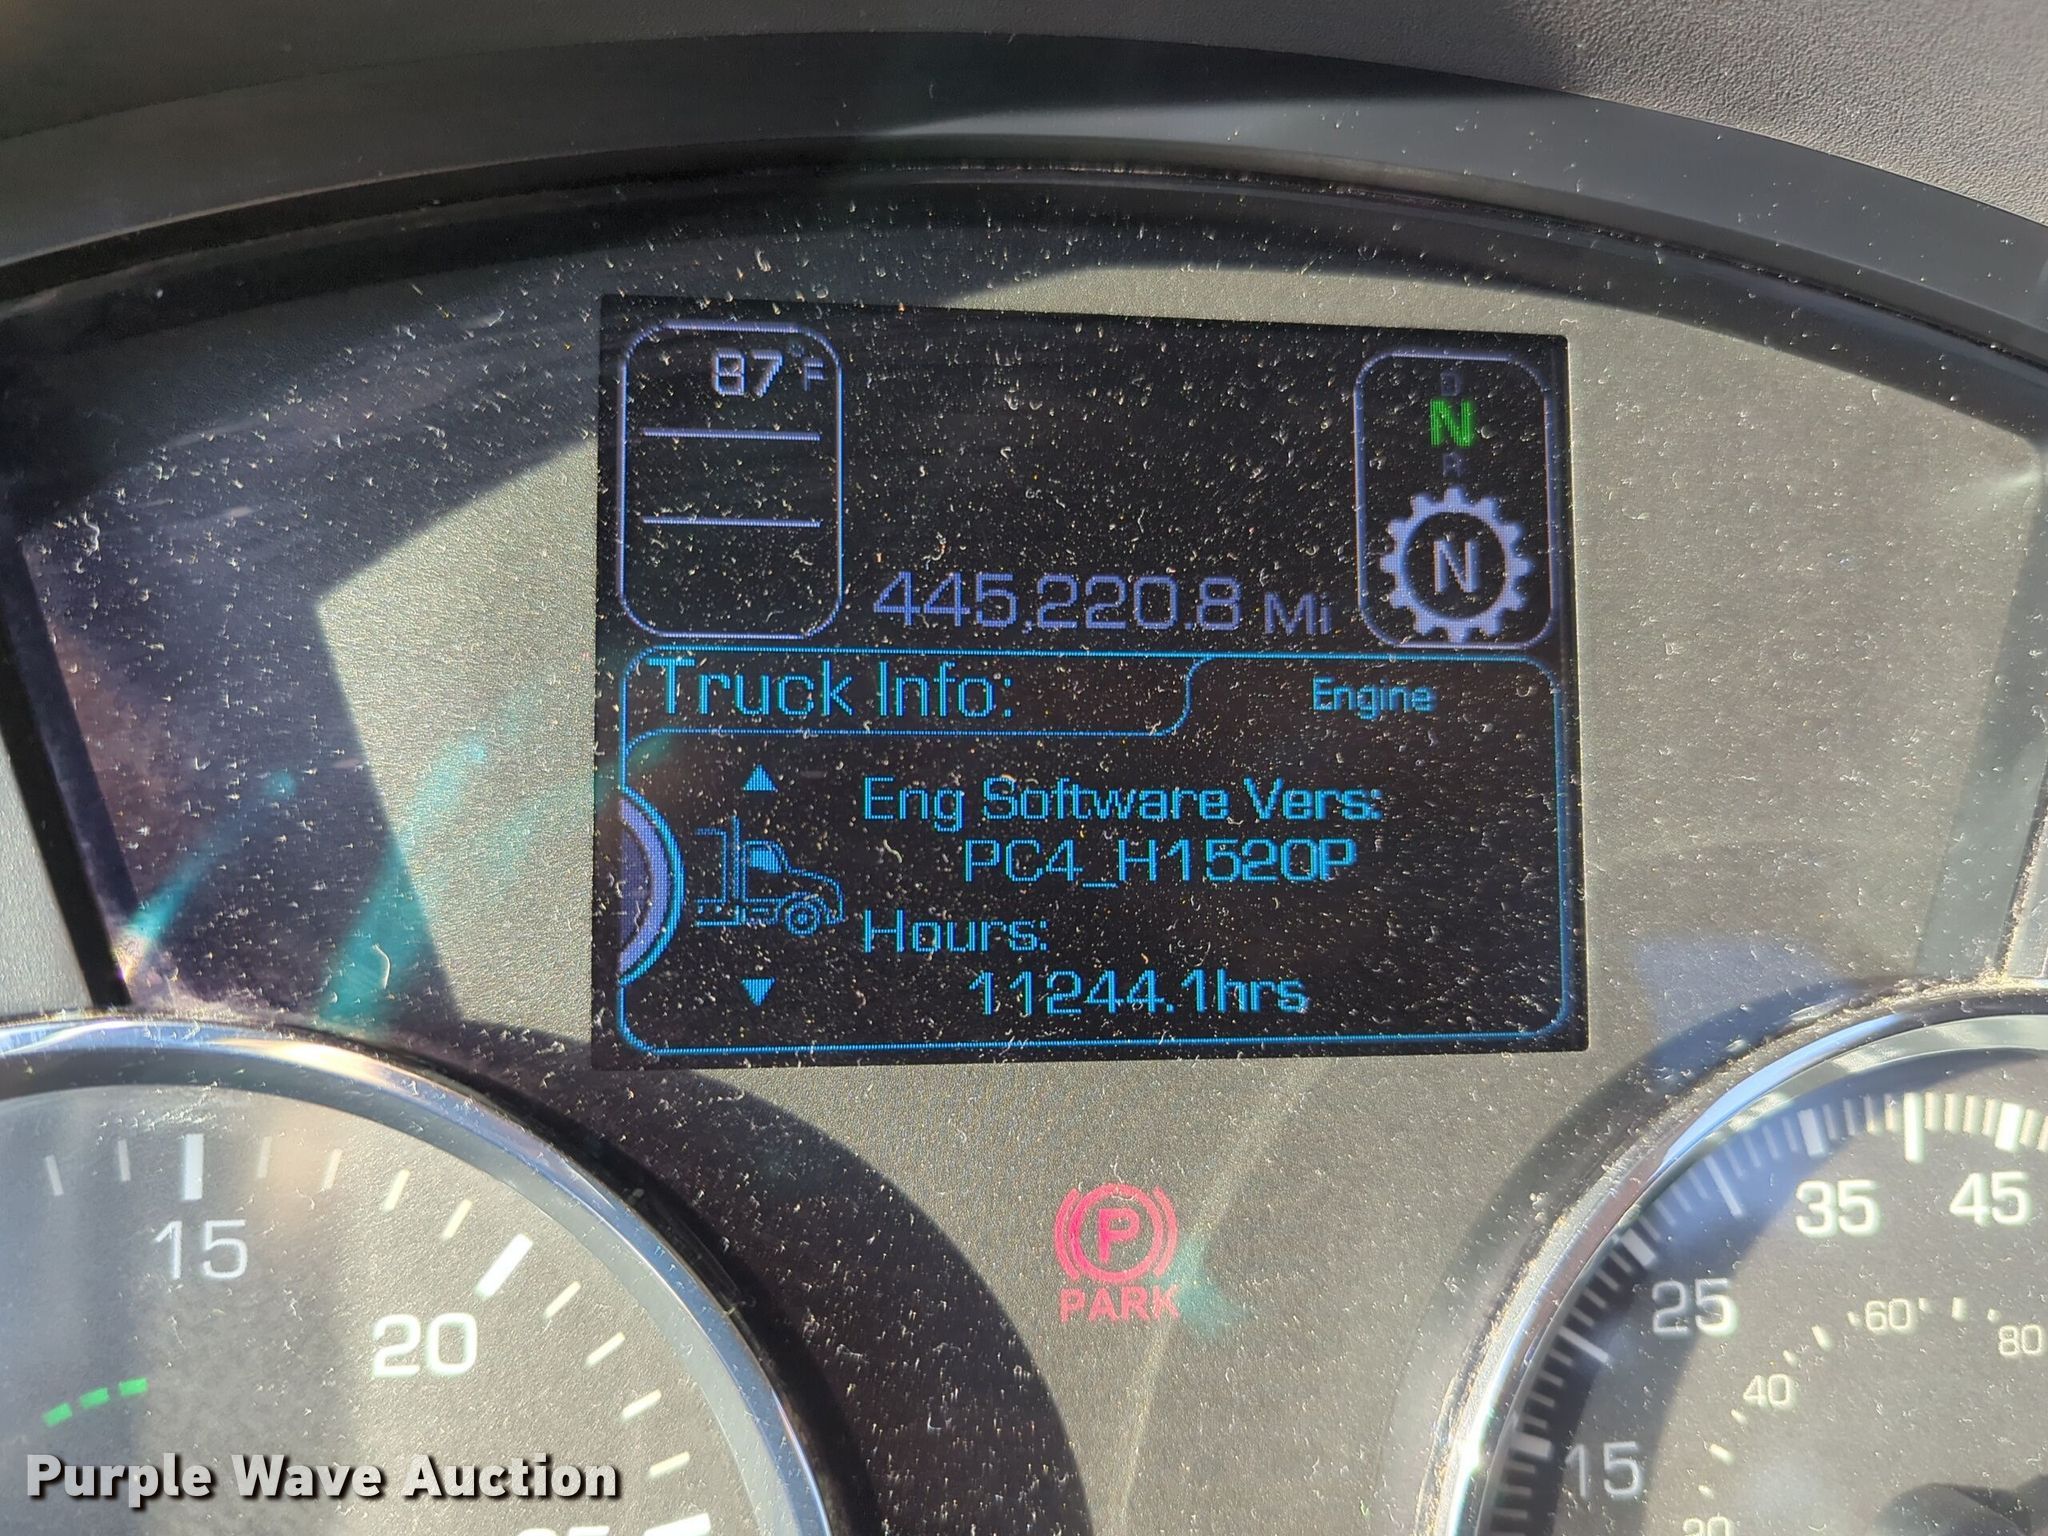 87°F
D
N
R
N
445,220.8 Mi
Truck Info:
Engine
Eng Software Vers:
PC4_H1520P
Hours:
11244.1hrs
P
PARK
15
20
35
45
25
60
80
40
15
20
Purple Wave Auction